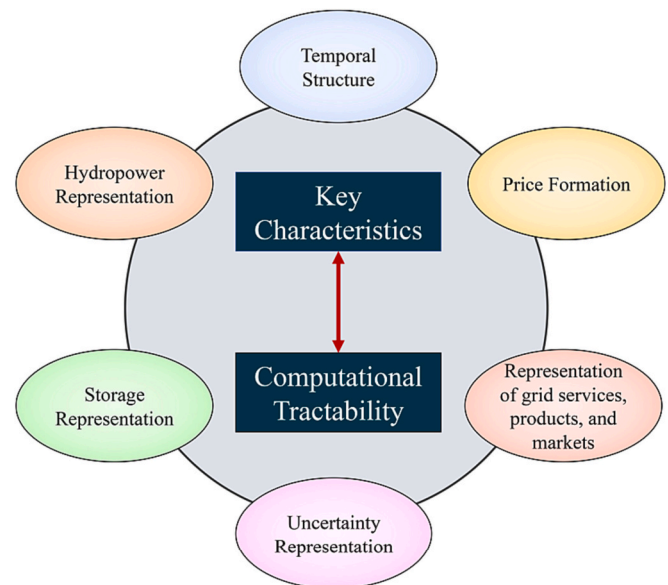 Temporal
Structure
Hydropower
Representation
Price Formation
Key
Characteristics
Computational
Tractability
Storage
Representation
Representation
of grid services,
products, and
markets
Uncertainty
Representation